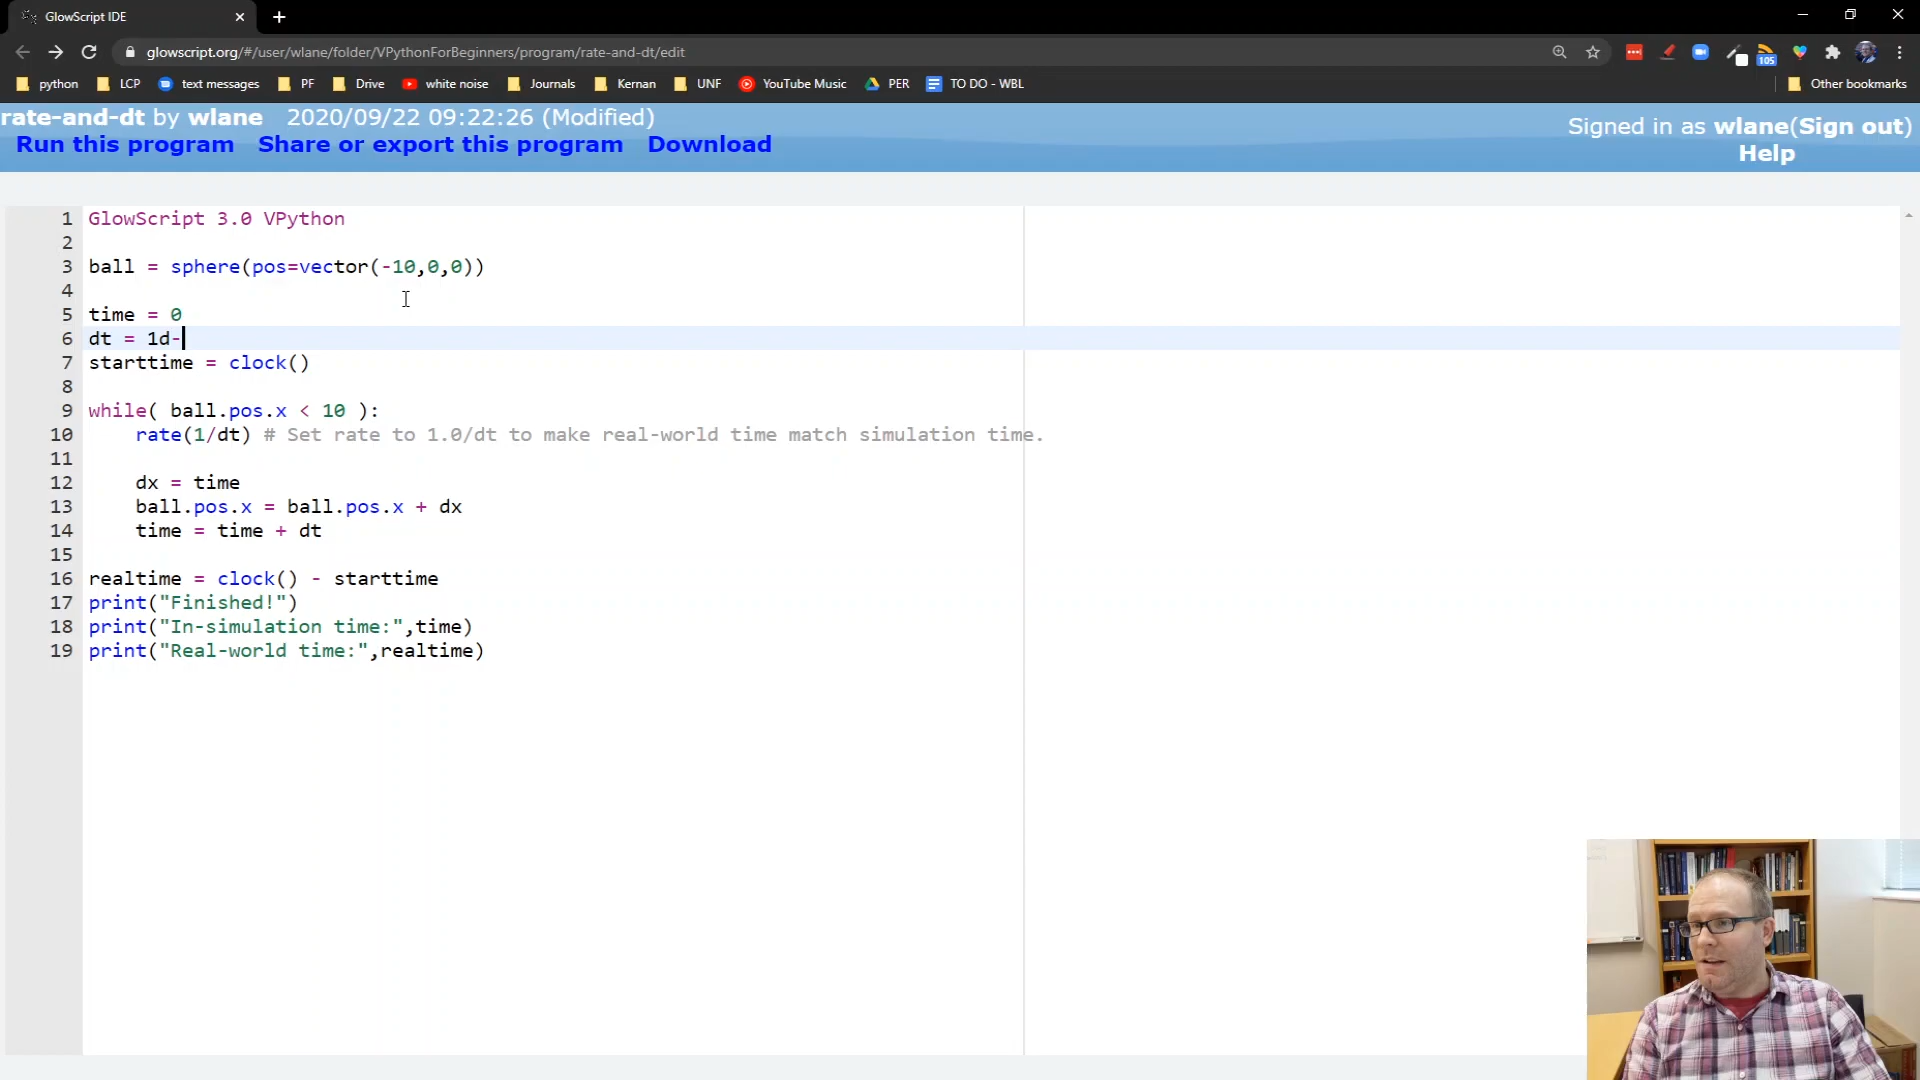 GlowScript IDE
glowscript.org/#/user/wlane/folder/VPythonForBeginners/program/rate-and-dt/edit
105
python LCP text messages PF Drive white noise Journals Kernan UNF YouTube Music PER TO DO - WBL Other bookmarks
rate-and-dt by wlane 2020/09/22 09:22:26 (Modified)
Signed in as wlane(Sign out)
Run this program Share or export this program Download
Help
1 GlowScript 3.0 VPython
2
3 ball = sphere(pos=vector(-10,0,0))
4
5 time = 0
6 dt = 1d-
7 starttime = clock()
8
9 while( ball.pos.x < 10 ):
10     rate(1/dt) # Set rate to 1.0/dt to make real-world time match simulation time.
11
12     dx = time
13     ball.pos.x = ball.pos.x + dx
14     time = time + dt
15
16 realtime = clock() - starttime
17 print("Finished!")
18 print("In-simulation time:",time)
19 print("Real-world time:",realtime)